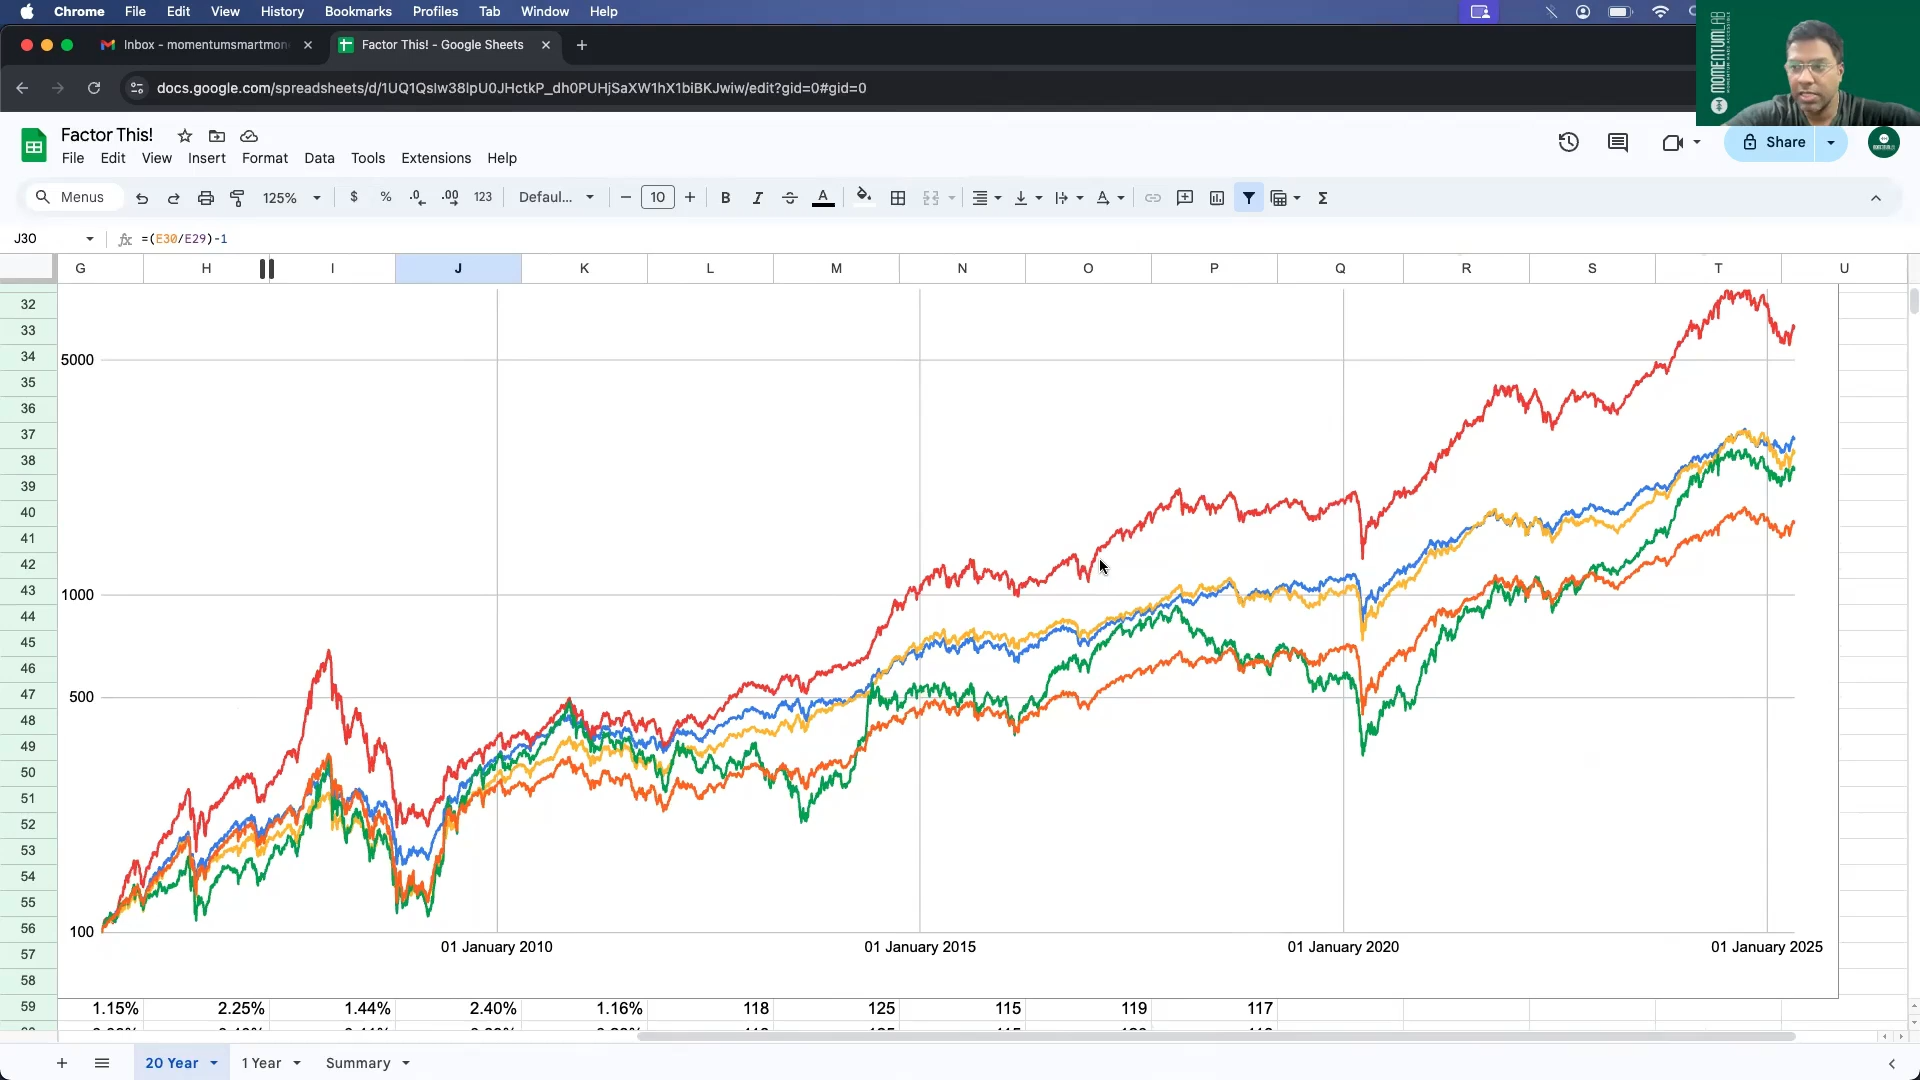 Chrome File Edit View History Bookmarks Profiles Tab Window Help
Inbox - momentumsmartmon
Factor This! - Google Sheets
docs.google.com/spreadsheets/d/1UQ1Qslw38lpU0JHctkP_dh0PUHjSaXW1hX1biBKJwiw/edit?gid=0#gid=0
MOMENTUMLAB
Factor This!
Share
File Edit View Insert Format Data Tools Extensions Help
Menus 125% $ % .0 .00 123 Defaul... 10 B I A
J30 =(E30/E29)-1
G H I J K L M N O P Q R S T U
32
33
34 5000
35
36
37
38
39
40
41
42
43 1000
44
45
46
47 500
48
49
50
51
52
53
54
55
56 100
57 01 January 2010 01 January 2015 01 January 2020 01 January 2025
58
59 1.15% 2.25% 1.44% 2.40% 1.16% 118 125 115 119 117
20 Year 1 Year Summary